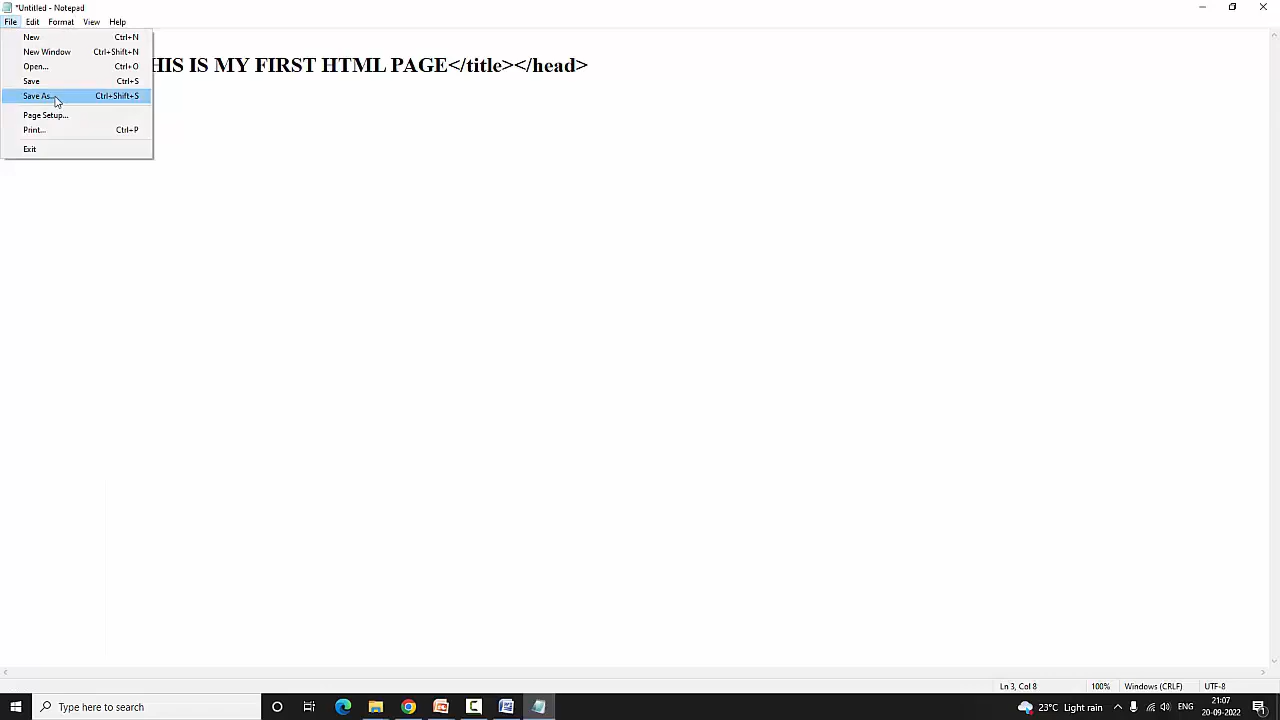 *Untitled - Notepad
File Edit Format View Help
New Ctrl+N
New Window Ctrl+Shift+N
Open... Ctrl+O
HIS IS MY FIRST HTML PAGE</title></head>
Save Ctrl+S
Save As... Ctrl+Shift+S
Page Setup...
Print... Ctrl+P
Exit
Ln 3, Col 8 100% Windows (CRLF) UTF-8
Type here to search
23°C Light rain ENG 21:07
20-09-2022